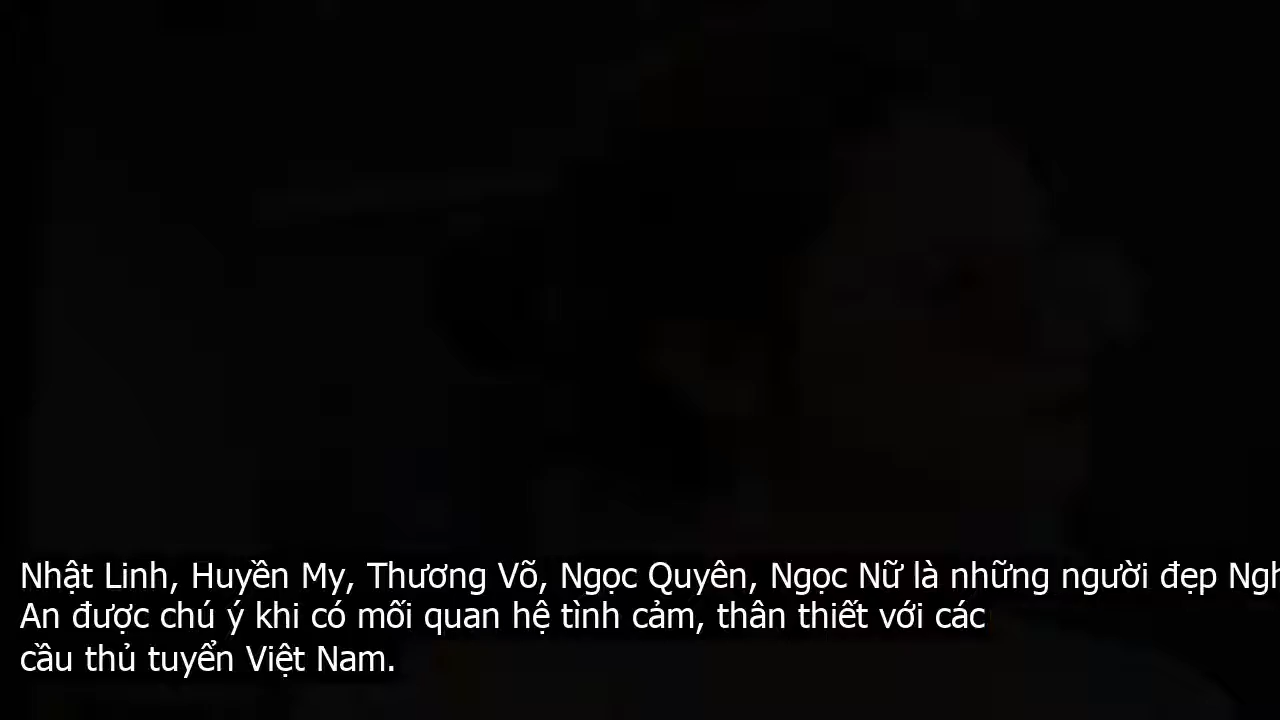 Nhật Linh, Huyền My, Thương Võ, Ngọc Quyên, Ngọc Nữ là những người đẹp
An được chú ý khi có mối quan hệ tình cảm, thân thiết với các
cầu thủ tuyển Việt Nam.